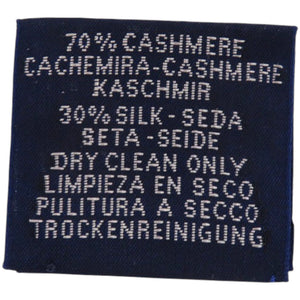 70% CASHMERE
CACHEMIRA-CASHMERE
KASCHMIR
30% SILK-SEDA
SETA-SEIDE
DRY CLEAN ONLY
LIMPIEZA EN SECO
PULITURA A SECCO
TROCKENREINIGUNG